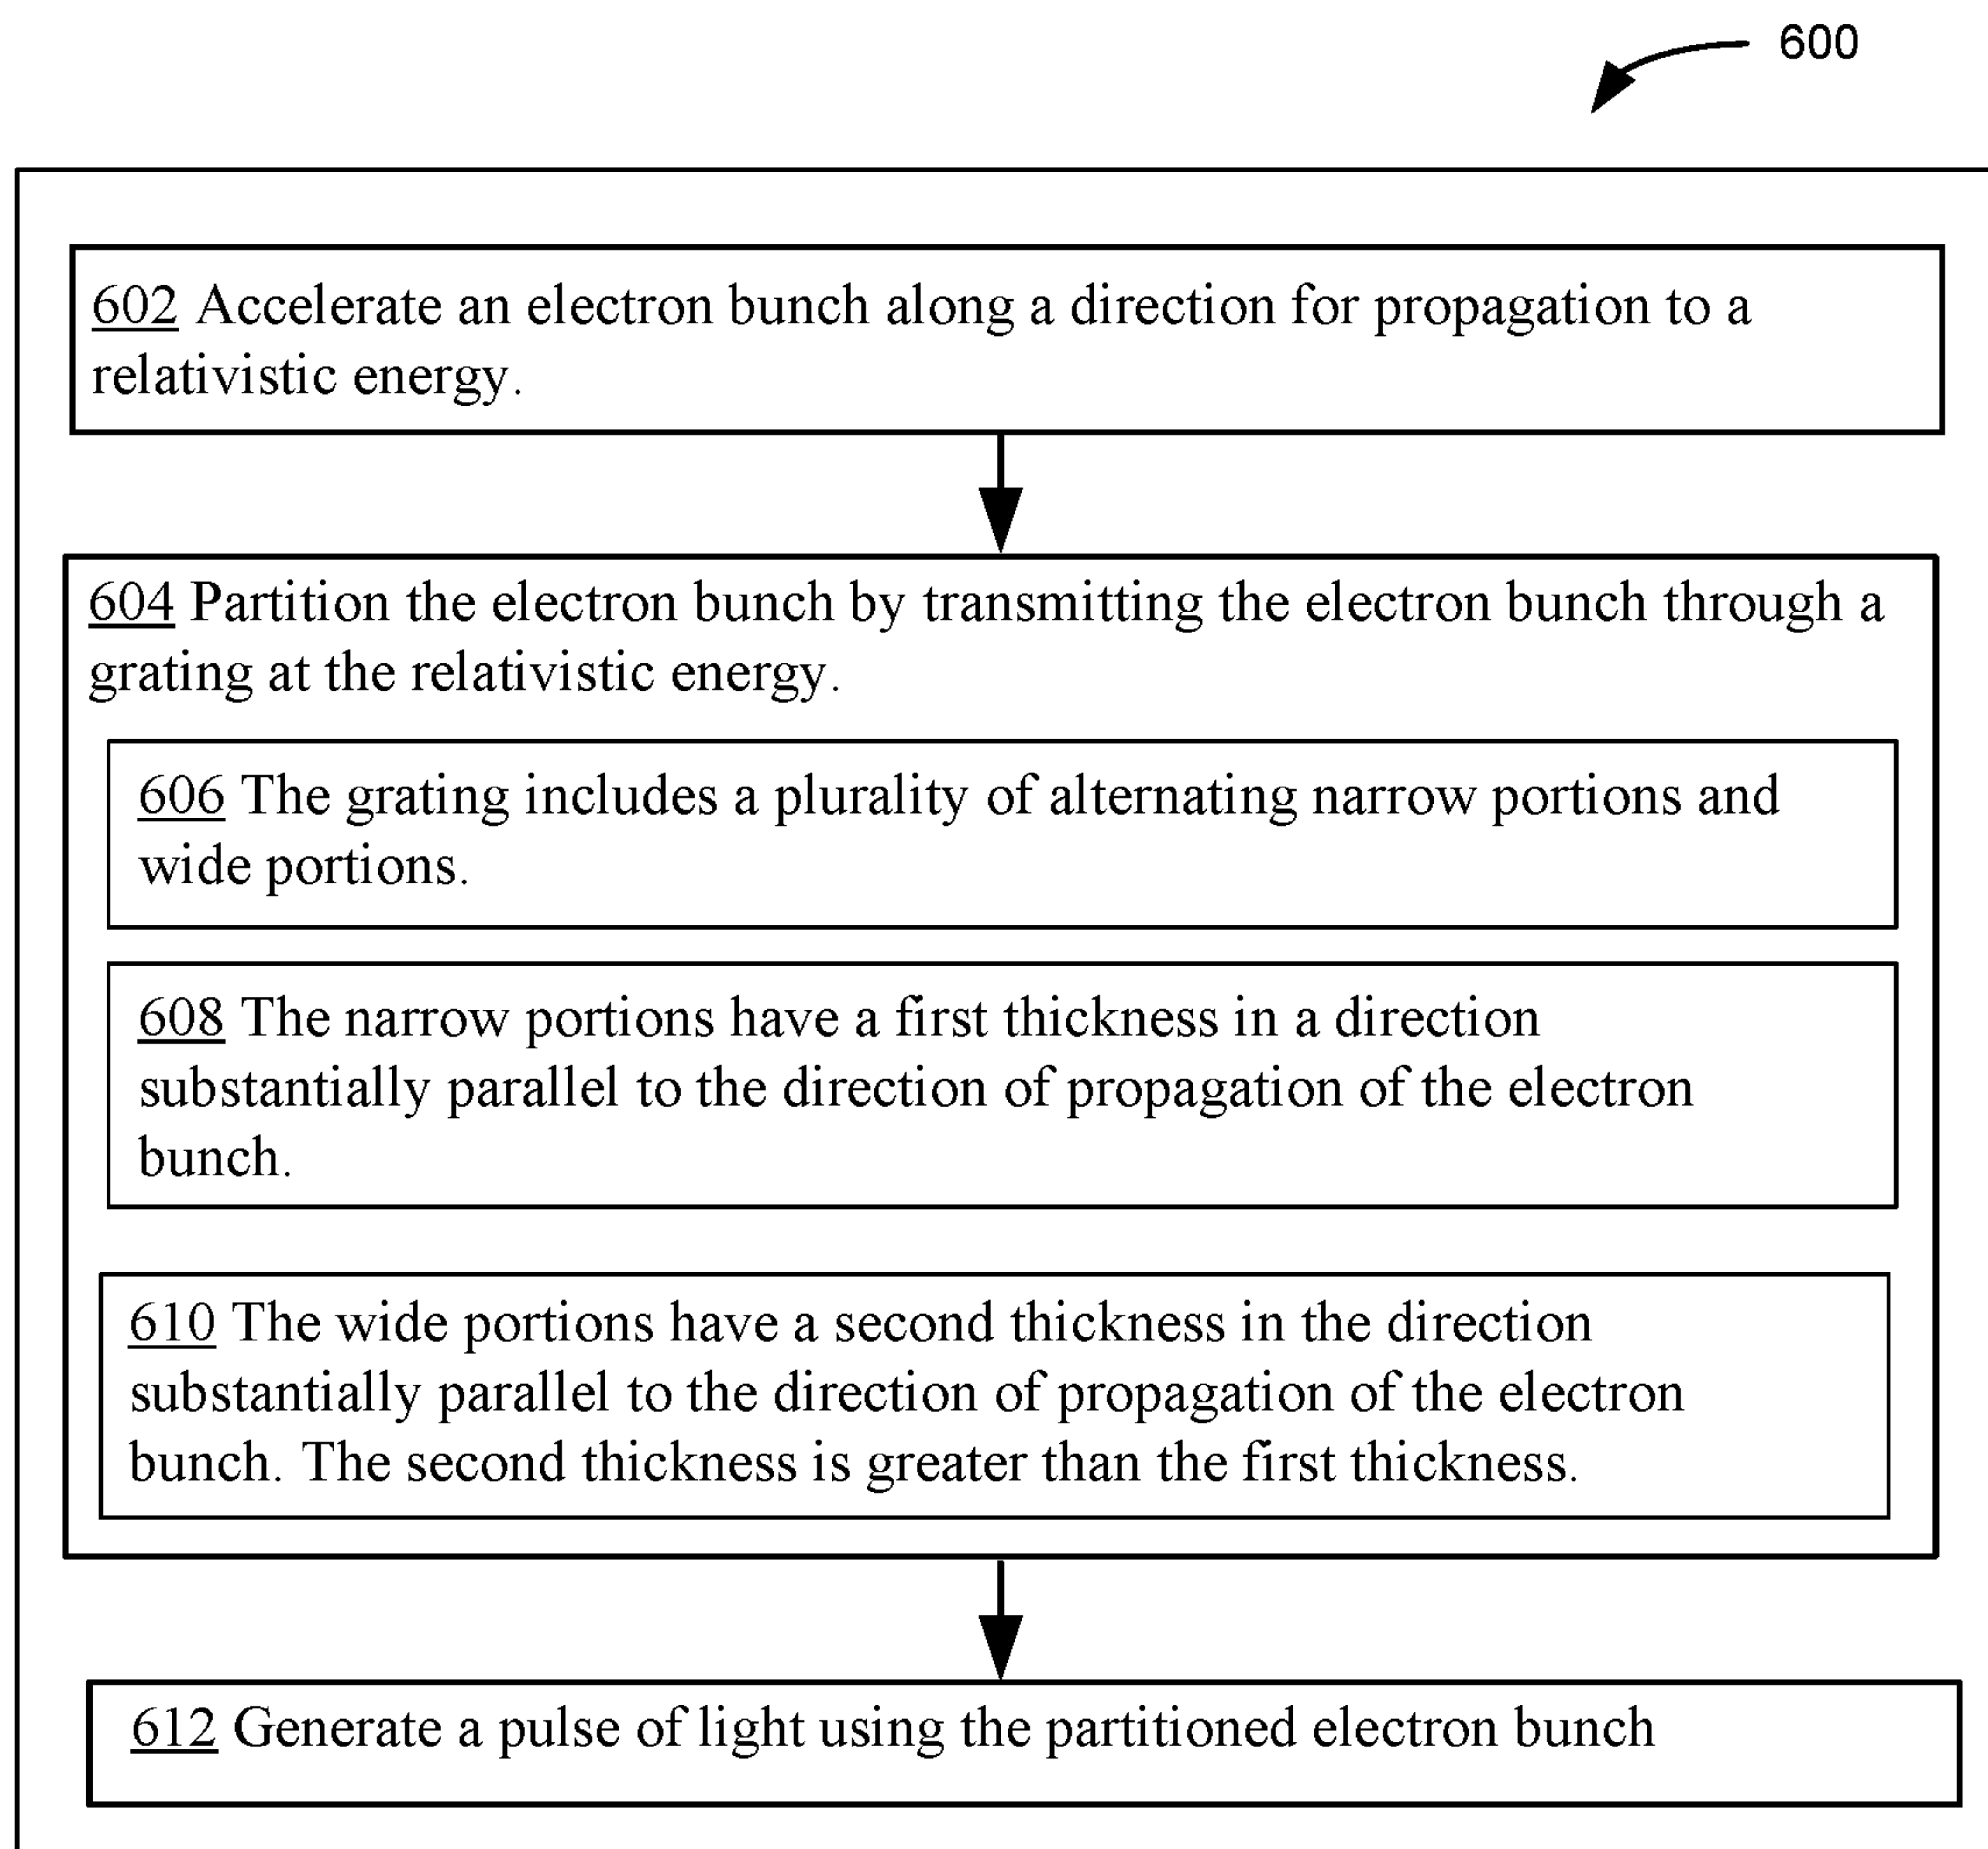 600
602 Accelerate an electron bunch along a direction for propagation to a
relativistic energy.
604 Partition the electron bunch by transmitting the electron bunch through a
grating at the relativistic energy.
606 The grating includes a plurality of alternating narrow portions and
wide portions.
608 The narrow portions have a first thickness in a direction
substantially parallel to the direction of propagation of the electron
bunch.
610 The wide portions have a second thickness in the direction
substantially parallel to the direction of propagation of the electron
bunch. The second thickness is greater than the first thickness.
612 Generate a pulse of light using the partitioned electron bunch